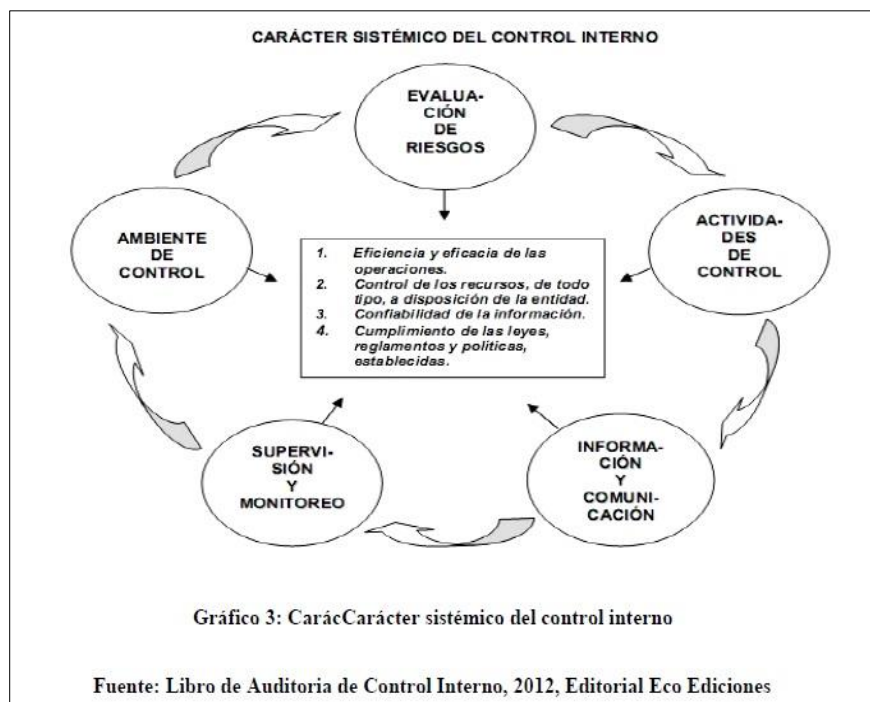 CARÁCTER SISTÉMICO DEL CONTROL INTERNO
EVALUA-
CIÓN
DE
RIESGOS
AMBIENTE
DE
CONTROL
ACTIVIDA-
DES
DE
CONTROL
1. Eficiencia y eficacia de las
operaciones.
2. Control de los recursos, de todo
tipo, a disposición de la entidad.
3. Confiabilidad de la información.
4. Cumplimiento de las leyes,
reglamentos y políticas,
establecidas.
SUPERVI-
SIÓN
Y
MONITOREO
INFORMA-
CIÓN
Y
COMUNI-
CACIÓN
Gráfico 3: CarácCarácter sistémico del control interno
Fuente: Libro de Auditoria de Control Interno, 2012, Editorial Eco Ediciones